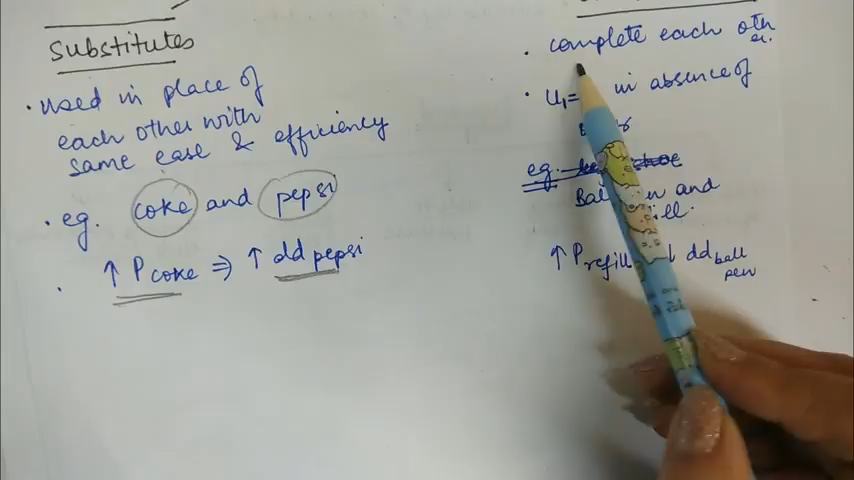 Substitutes
• used in place of
each other with
same ease & efficiency
• eg. coke and pepsi
• ↑ P coke ⇒ ↑ dd pepsi
• complete each other.
• U₁= in absence of
eg.
and
↑ P refill ↓ dd ball
pen